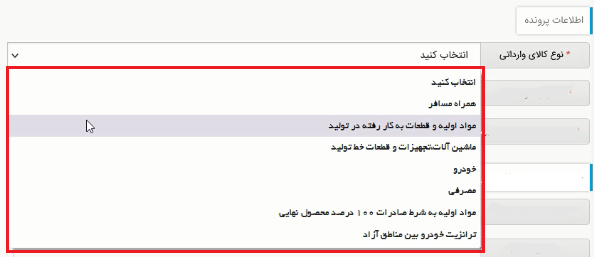 اطلاعات پرونده
* نوع کالای وارداتی
انتخاب کنید
انتخاب کنید
همراه مسافر
مواد اولیه و قطعات به کار رفته در تولید
ماشین آلات،تجهیزات و قطعات خط تولید
خودرو
مصرفی
مواد اولیه به شرط صادرات ۱۰۰ درصد محصول نهایی
ترانزیت خودرو بین مناطق آزاد